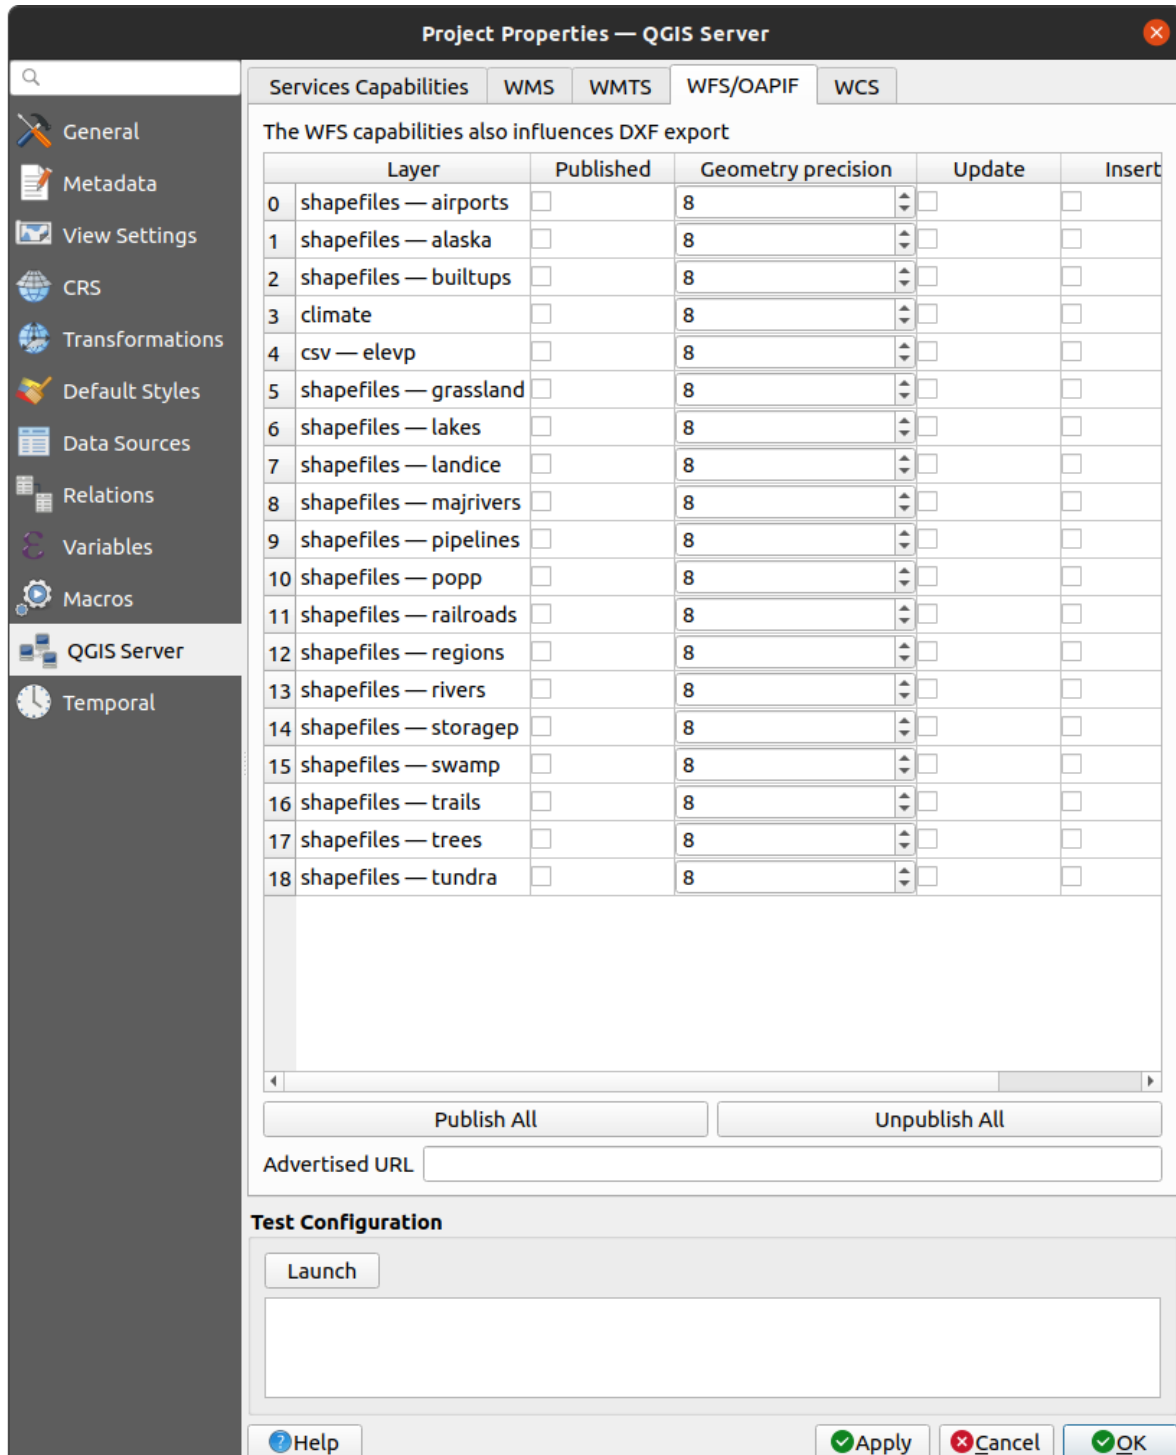 Project Properties — QGIS Server
General
Metadata
View Settings
CRS
Transformations
Default Styles
Data Sources
Relations
Variables
Macros
QGIS Server
Temporal
Services Capabilities WMS WMTS WFS/OAPIF WCS
The WFS capabilities also influences DXF export
Layer Published Geometry precision Update Insert
0 shapefiles — airports 8
1 shapefiles — alaska 8
2 shapefiles — builtups 8
3 climate 8
4 csv — elevp 8
5 shapefiles — grassland 8
6 shapefiles — lakes 8
7 shapefiles — landice 8
8 shapefiles — majrivers 8
9 shapefiles — pipelines 8
10 shapefiles — popp 8
11 shapefiles — railroads 8
12 shapefiles — regions 8
13 shapefiles — rivers 8
14 shapefiles — storagep 8
15 shapefiles — swamp 8
16 shapefiles — trails 8
17 shapefiles — trees 8
18 shapefiles — tundra 8
Publish All Unpublish All
Advertised URL
Test Configuration
Launch
Help Apply Cancel OK